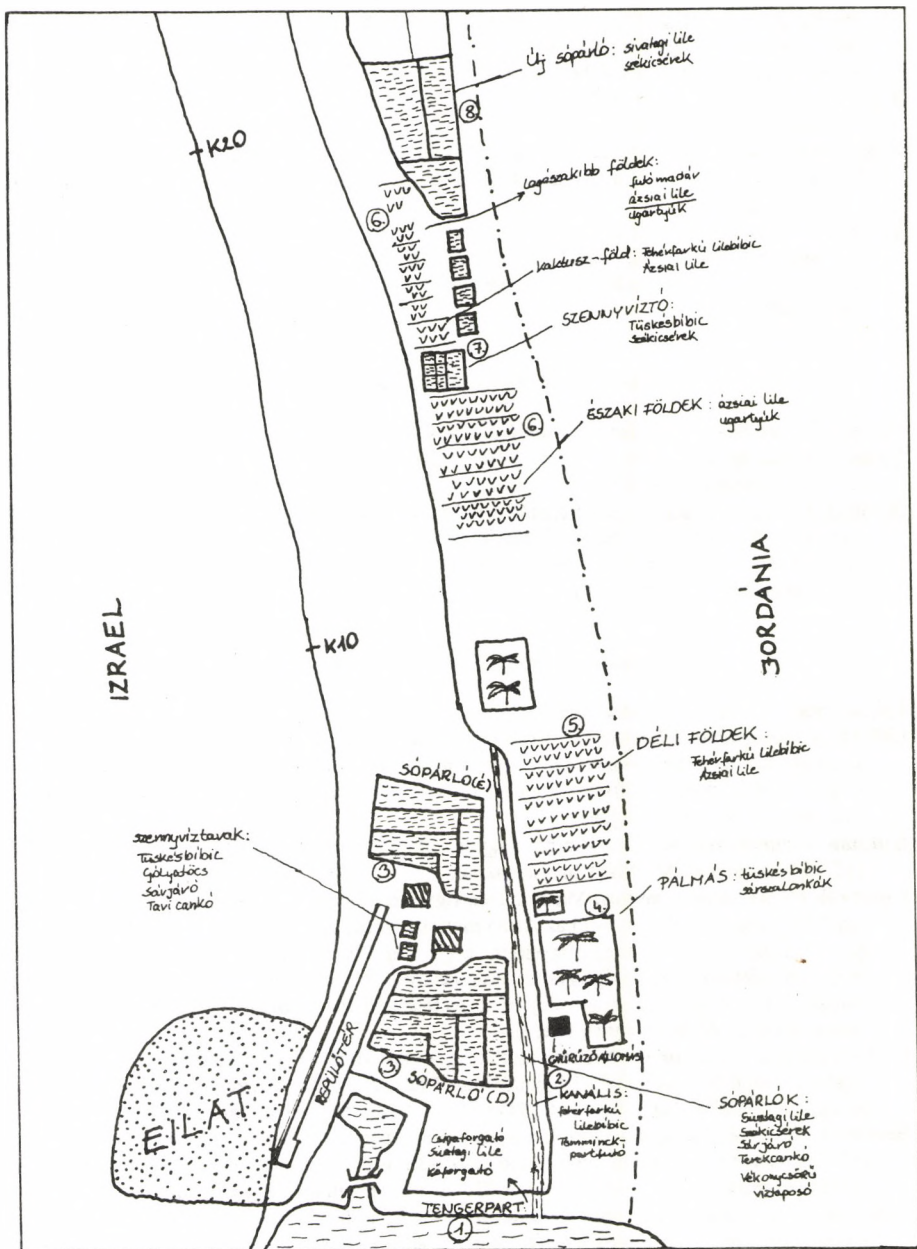 Új sópárló: sivatagi lile
székicsérek
8.
K20
Legészakibb földek:
futómadár
ázsiai lile
ugartyúk
6.
Kaktusz-föld: Fehérfarkú lilebíbic
Ázsiai lile
SZENNYVÍZTÓ:
Tüskésbíbic
székicsérek
7.
ÉSZAKI FÖLDEK: ázsiai lile
ugartyúk
6.
IZRAEL
JORDÁNIA
K10
5.
DÉLI FÖLDEK:
Fehérfarkú lilebíbic
Ázsiai lile
SÓPÁRLÓ(É)
szennyvíztavak:
Tüskésbíbic
Gólyatöcs
Sárjáró
Tavi cankó
3.
PÁLMÁS: tüskésbíbic
sárszalonkák
4.
REPÜLŐTÉR
EILAT
3.
SÓPÁRLÓ (D)
GYŰRŰZŐÁLLOMÁS
2.
KANÁLIS:
fehérfarkú
lilebíbic
Temminck-
partfutó
SÓPÁRLÓK:
Sivatagi lile
Székicsérek
Sárjáró
Terekcankó
Vékonycsőrű
víztaposó
Csigaforgató
Sivatagi lile
Kőforgató
TENGERPART
1.